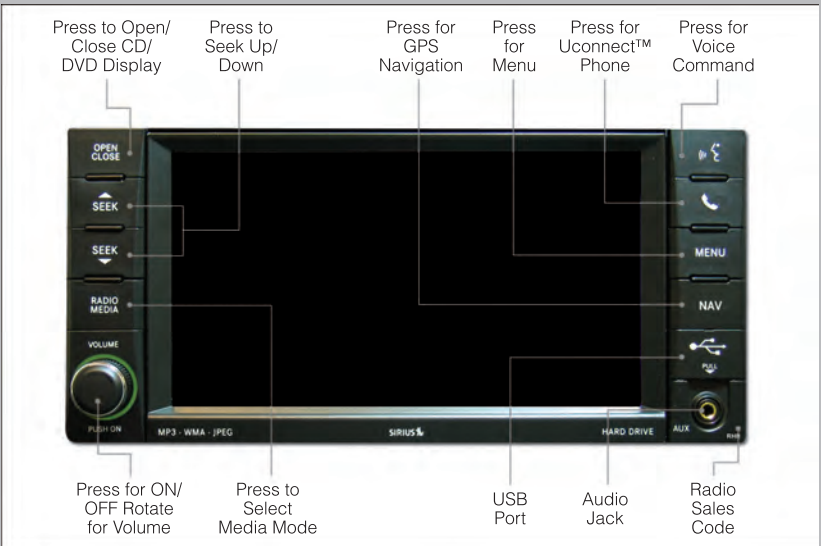 Press to Open/
Close CD/
DVD Display
Press to
Seek Up/
Down
Press for
GPS
Navigation
Press
for
Menu
Press for
Uconnect™
Phone
Press for
Voice
Command
OPEN
CLOSE
SEEK
SEEK
RADIO
MEDIA
VOLUME
PUSH ON
MENU
NAV
PULL
AUX
RHR
MP3 - WMA - JPEG
SIRIUS
HARD DRIVE
Press for ON/
OFF Rotate
for Volume
Press to
Select
Media Mode
USB
Port
Audio
Jack
Radio
Sales
Code